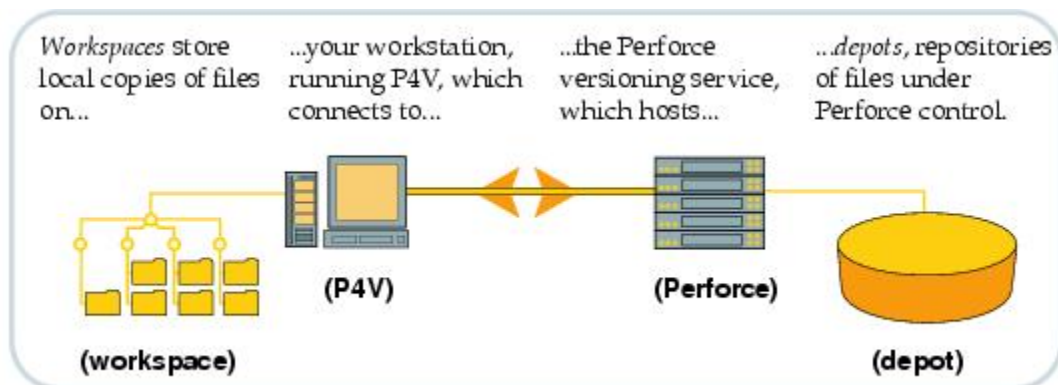 Workspaces store
local copies of files
on...
...your workstation,
running P4V, which
connects to...
...the Perforce
versioning service,
which hosts...
...depots, repositories
of files under
Perforce control.
(P4V)
(Perforce)
(workspace)
(depot)